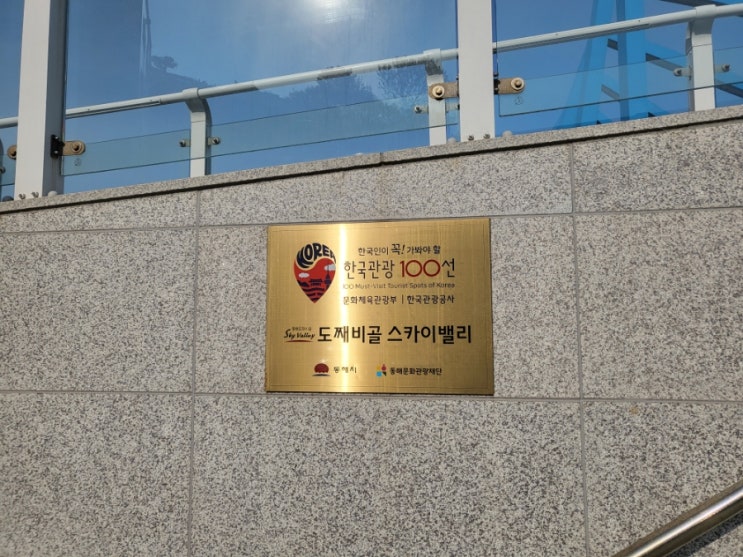 한국인이 꼭! 가봐야 할
KOREA
한국관광 100선
100 Must-Visit Tourist Spots of Korea
문화체육관광부 | 한국관광공사
Sky Valley 도째비골 스카이밸리
동해시 동해문화관광재단